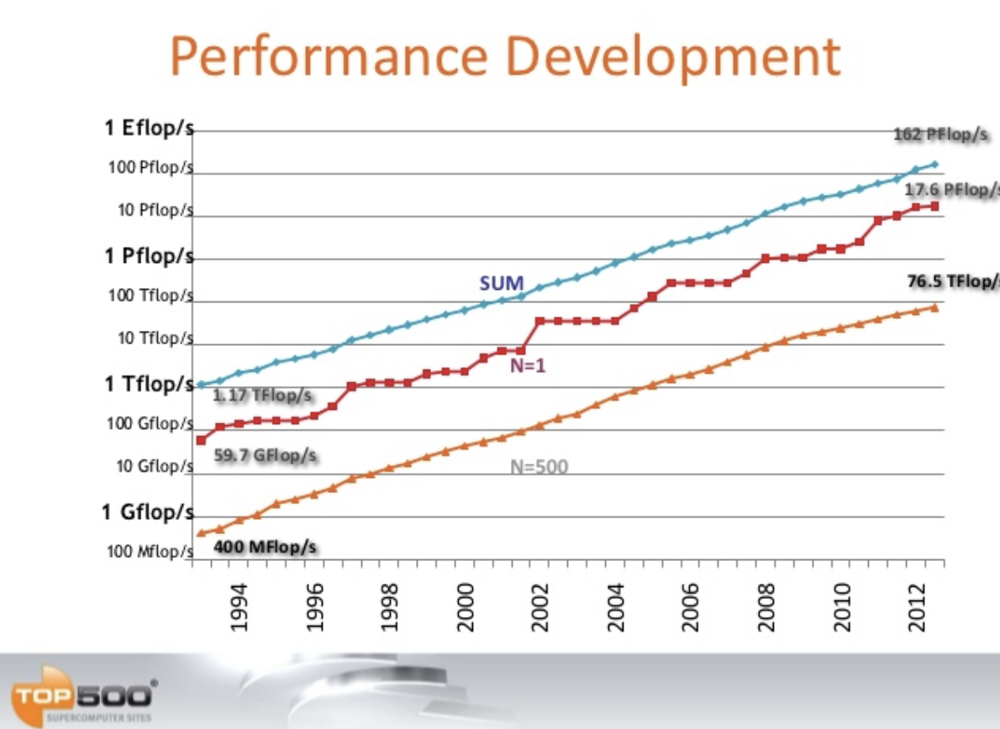 Performance Development
1 Eflop/s
162 PFlop/s
100 Pflop/s
17.6 PFlop/s
10 Pflop/s
1 Pflop/s
SUM
76.5 TFlop/s
100 Tflop/s
10 Tflop/s
N=1
1 Tflop/s
1.17 TFlop/s
100 Gflop/s
59.7 GFlop/s
10 Gflop/s
N=500
1 Gflop/s
400 MFlop/s
100 Mflop/s
1994 1996 1998 2000 2002 2004 2006 2008 2010 2012
TOP500®
SUPERCOMPUTER SITES